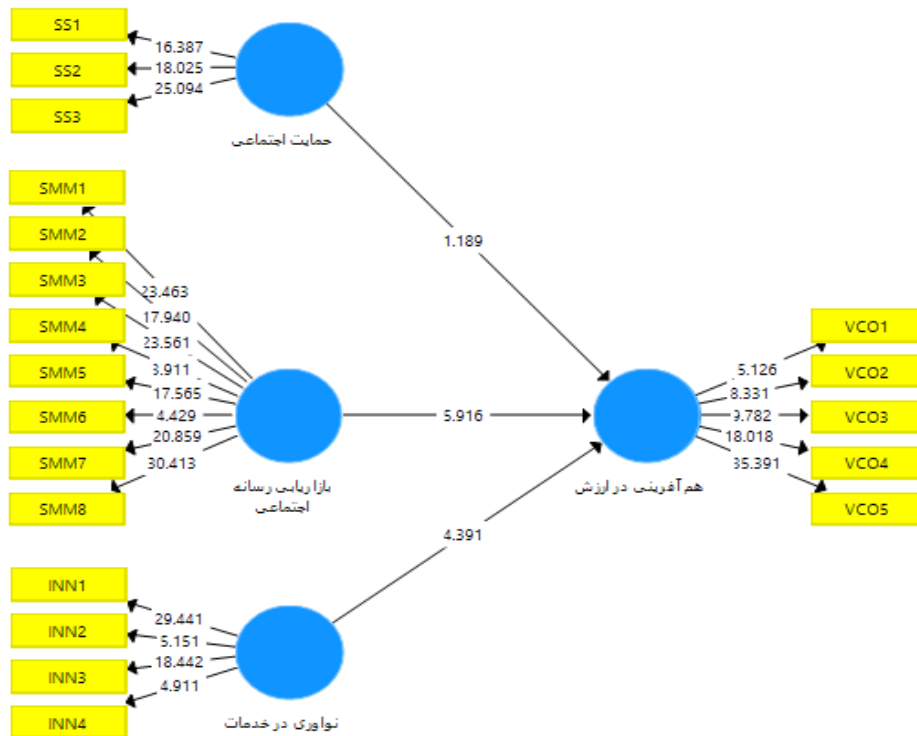 SS1
SS2
SS3
16.387
18.025
25.094
حمایت اجتماعی
1.189
SMM1
SMM2
SMM3
SMM4
SMM5
SMM6
SMM7
SMM8
23.463
17.940
23.561
3.911
17.565
4.429
20.859
30.413
بازاریابی رسانه
اجتماعی
5.916
VCO1
VCO2
VCO3
VCO4
VCO5
5.126
8.331
9.782
18.018
35.391
هم آفرینی در ارزش
4.391
INN1
INN2
INN3
INN4
29.441
5.151
18.442
4.911
نوآوری در خدمات